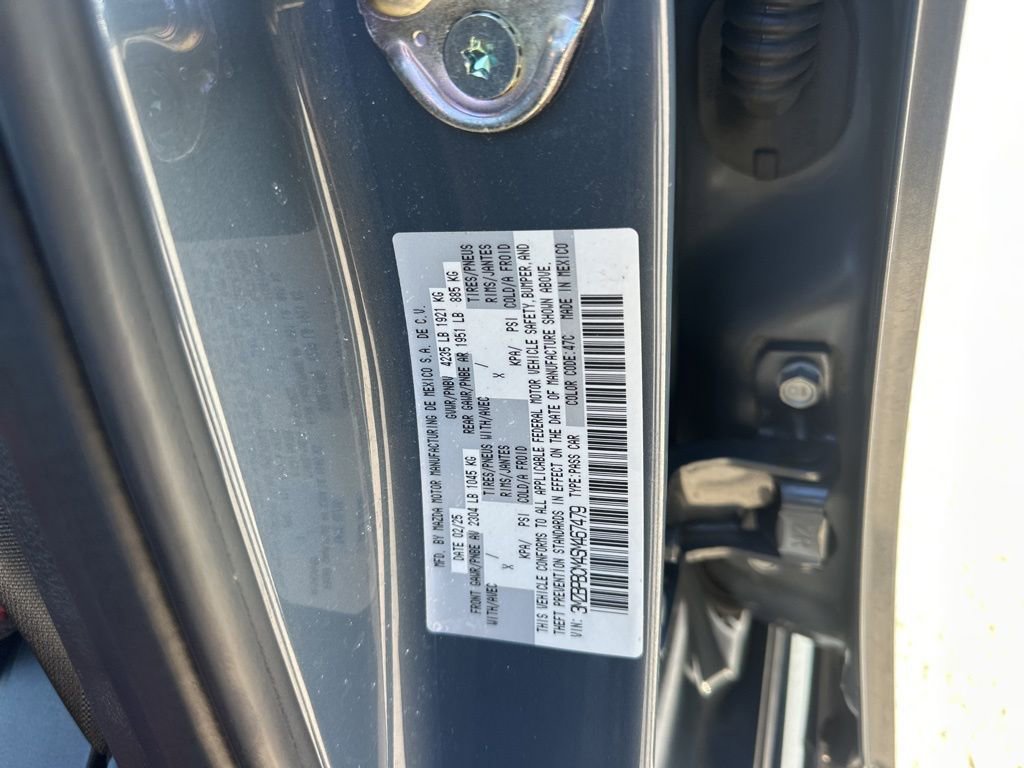 MFD. BY MAZDA MOTOR MANUFACTURING DE MEXICO S.A. DE C.V.
DATE 02/25 GVWR/PNBV 4235 LB 1921 KG
FRONT GAWR/PNBE AV 2304 LB 1045 KG REAR GAWR/PNBE AR 1951 LB 885 KG
WITH/AVEC / TIRES/PNEUS WITH/AVEC / TIRES/PNEUS
X RIMS/JANTES X RIMS/JANTES
KPA/ PSI COLD/A FROID KPA/ PSI COLD/A FROID
THIS VEHICLE CONFORMS TO ALL APPLICABLE FEDERAL MOTOR VEHICLE SAFETY, BUMPER, AND
THEFT PREVENTION STANDARDS IN EFFECT ON THE DATE OF MANUFACTURE SHOWN ABOVE.
VIN: TYPE:PASS CAR COLOR CODE:47C MADE IN MEXICO